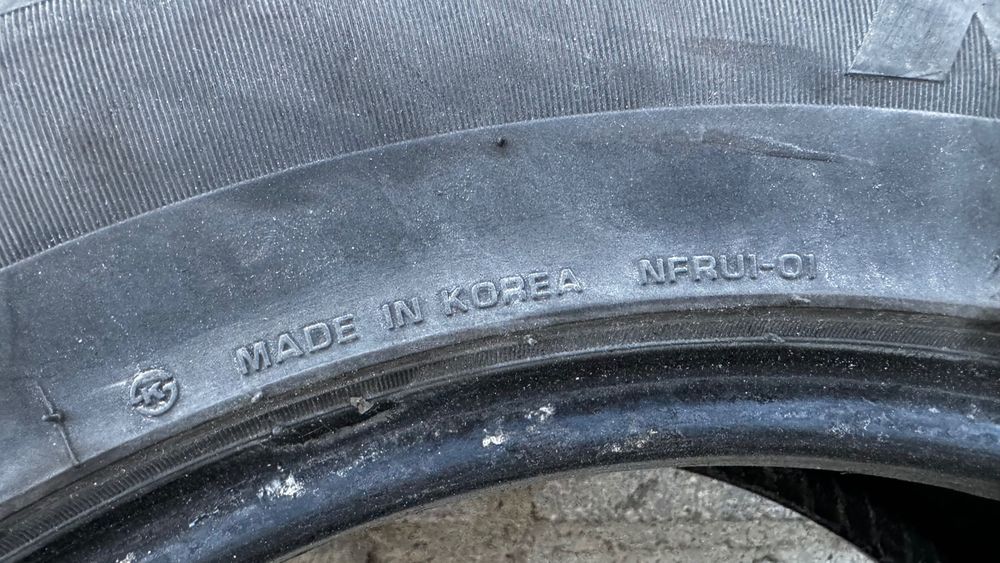 K MADE IN KOREA NFRU1-01